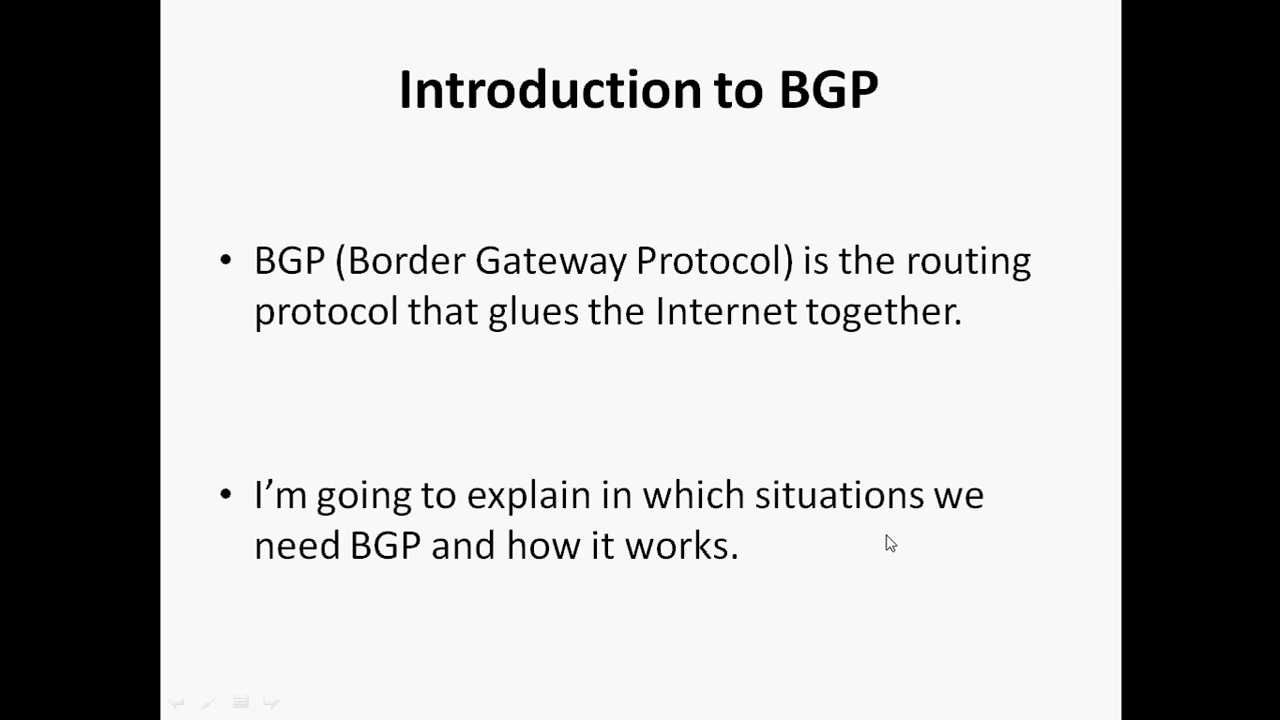 Introduction to BGP
• BGP (Border Gateway Protocol) is the routing
protocol that glues the Internet together.
• I’m going to explain in which situations we
need BGP and how it works.